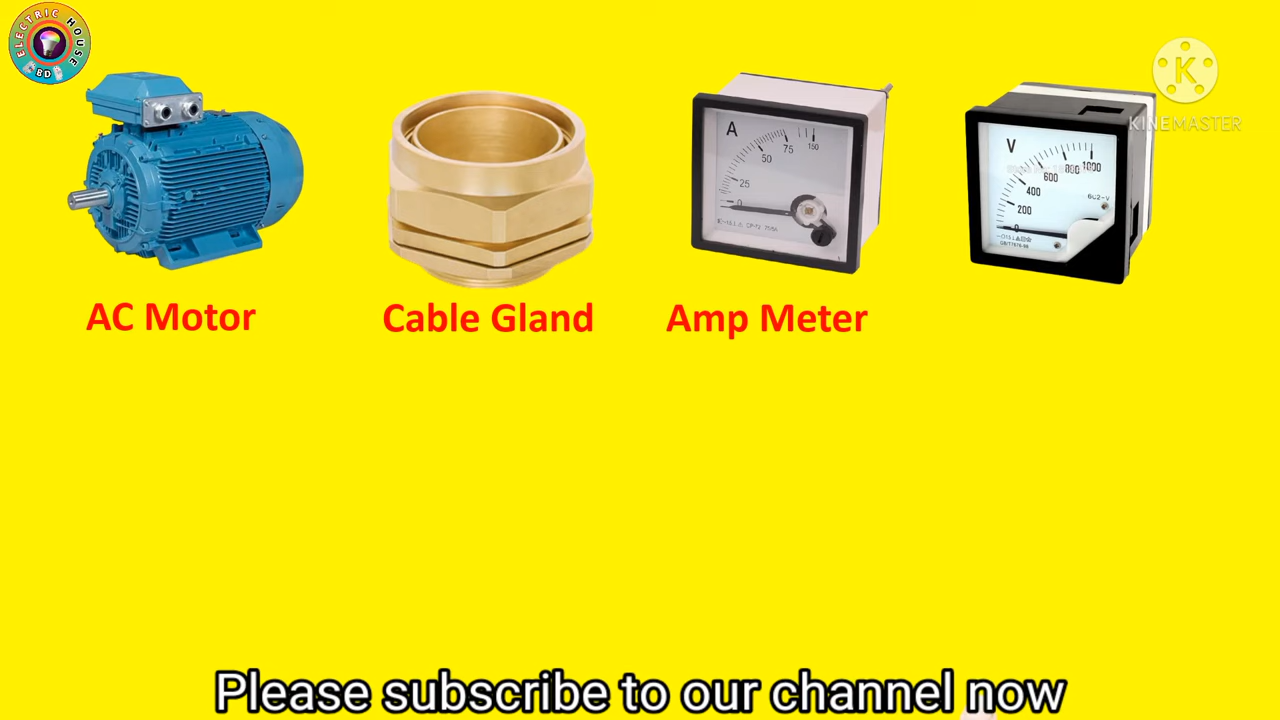 ELECTRIC HOUSE
BD
KINEMASTER
A
0
25
50
75
150
V
0
200
400
600
800
1000
AC Motor
Cable Gland
Amp Meter
Please subscribe to our channel now